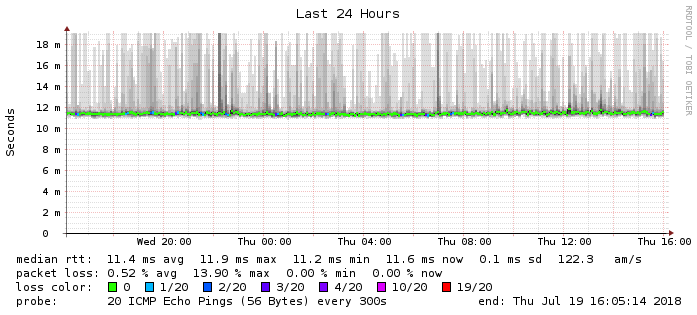 Last 24 Hours
RRDTOOL / TOBI OETIKER
Seconds
18 m
16 m
14 m
12 m
10 m
8 m
6 m
4 m
2 m
0
Wed 20:00 Thu 00:00 Thu 04:00 Thu 08:00 Thu 12:00 Thu 16:00
median rtt: 11.4 ms avg 11.9 ms max 11.2 ms min 11.6 ms now 0.1 ms sd 122.3 am/s
packet loss: 0.52 % avg 13.90 % max 0.00 % min 0.00 % now
loss color: 0 1/20 2/20 3/20 4/20 10/20 19/20
probe: 20 ICMP Echo Pings (56 Bytes) every 300s end: Thu Jul 19 16:05:14 2018